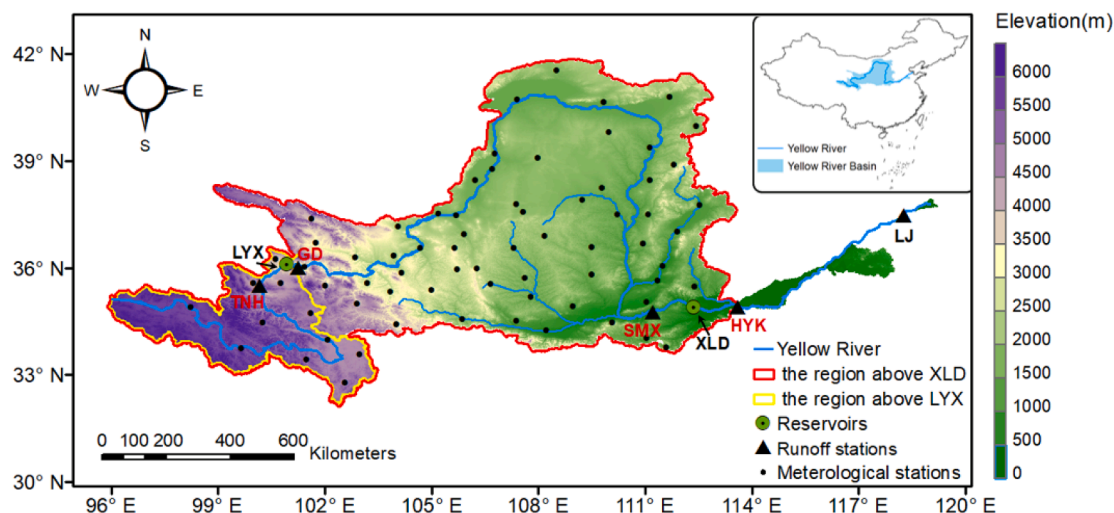 Elevation(m)
42° N
39° N
36° N
33° N
30° N
N
W
E
S
Yellow River
Yellow River Basin
6000
5500
5000
4500
4000
3500
3000
2500
2000
1500
1000
500
0
LYX
GD
TNH
SMX
XLD
HYK
LJ
Yellow River
the region above XLD
the region above LYX
Reservoirs
Runoff stations
Meterological stations
0 100 200 400 600
Kilometers
96° E 99° E 102° E 105° E 108° E 111° E 114° E 117° E 120° E